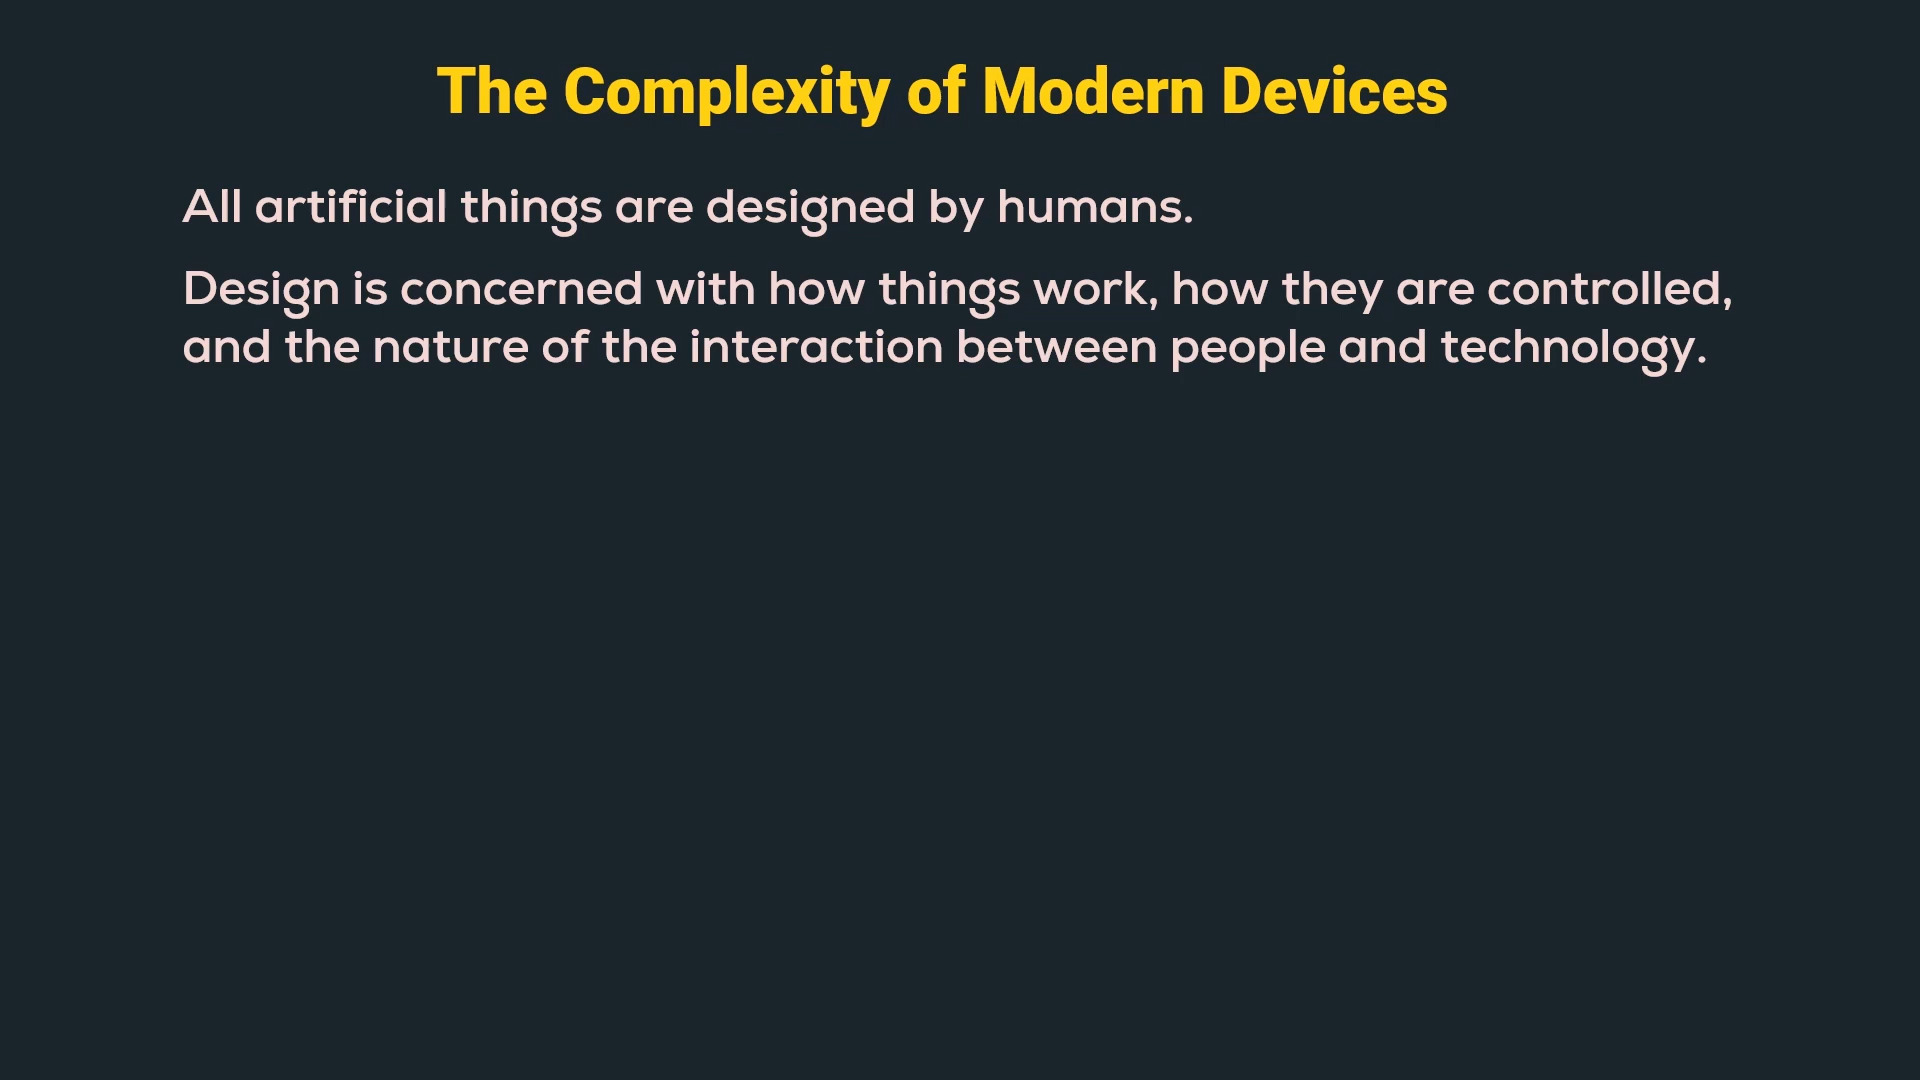 The Complexity of Modern Devices
All artificial things are designed by humans.
Design is concerned with how things work, how they are controlled,
and the nature of the interaction between people and technology.